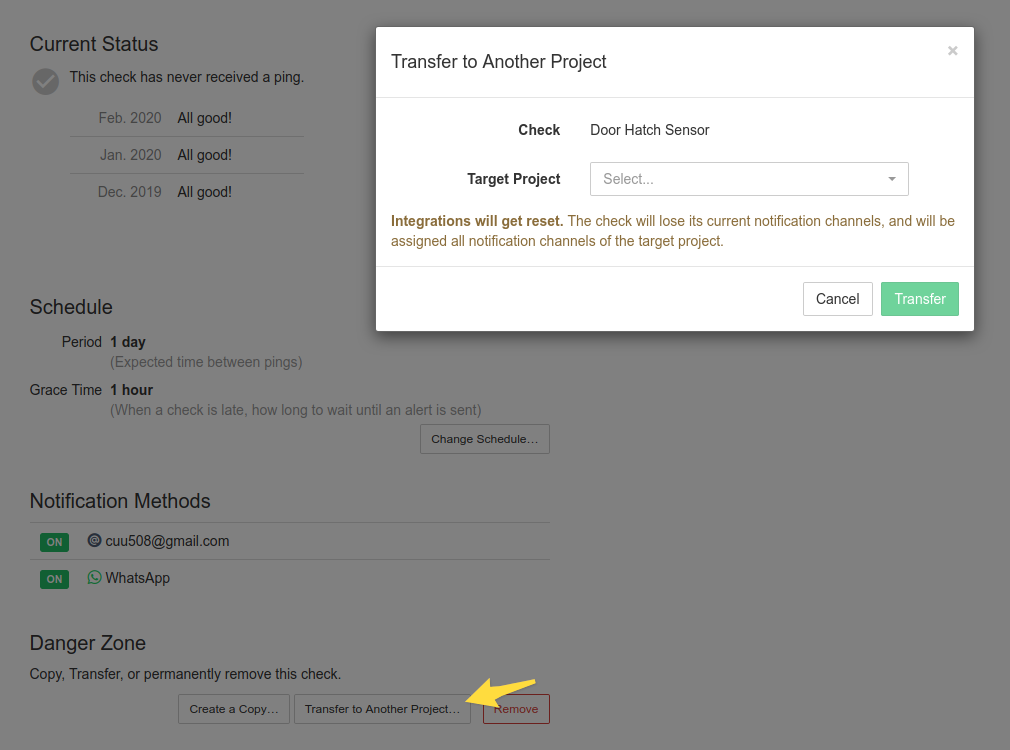 Current Status
This check has never received a ping.
Feb. 2020 All good!
Jan. 2020 All good!
Dec. 2019 All good!
Schedule
Period 1 day
(Expected time between pings)
Grace Time 1 hour
(When a check is late, how long to wait until an alert is sent)
Change Schedule…
Notification Methods
ON cuu508@gmail.com
ON WhatsApp
Danger Zone
Copy, Transfer, or permanently remove this check.
Create a Copy… Transfer to Another Project… Remove
Transfer to Another Project ×
Check Door Hatch Sensor
Target Project Select...
Integrations will get reset. The check will lose its current notification channels, and will be
assigned all notification channels of the target project.
Cancel Transfer